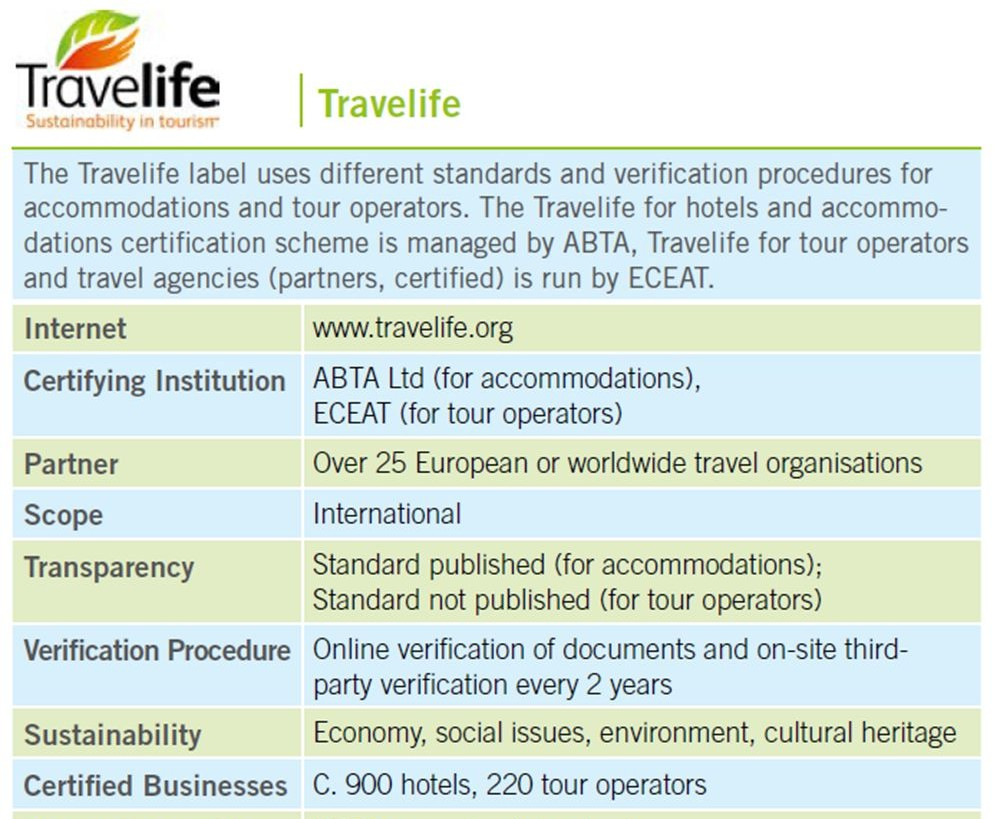 Travelife
Sustainability in tourism
Travelife
The Travelife label uses different standards and verification procedures for
accommodations and tour operators. The Travelife for hotels and accommo-
dations certification scheme is managed by ABTA, Travelife for tour operators
and travel agencies (partners, certified) is run by ECEAT.
Internet www.travelife.org
Certifying Institution ABTA Ltd (for accommodations),
ECEAT (for tour operators)
Partner Over 25 European or worldwide travel organisations
Scope International
Transparency Standard published (for accommodations);
Standard not published (for tour operators)
Verification Procedure Online verification of documents and on-site third-
party verification every 2 years
Sustainability Economy, social issues, environment, cultural heritage
Certified Businesses C. 900 hotels, 220 tour operators